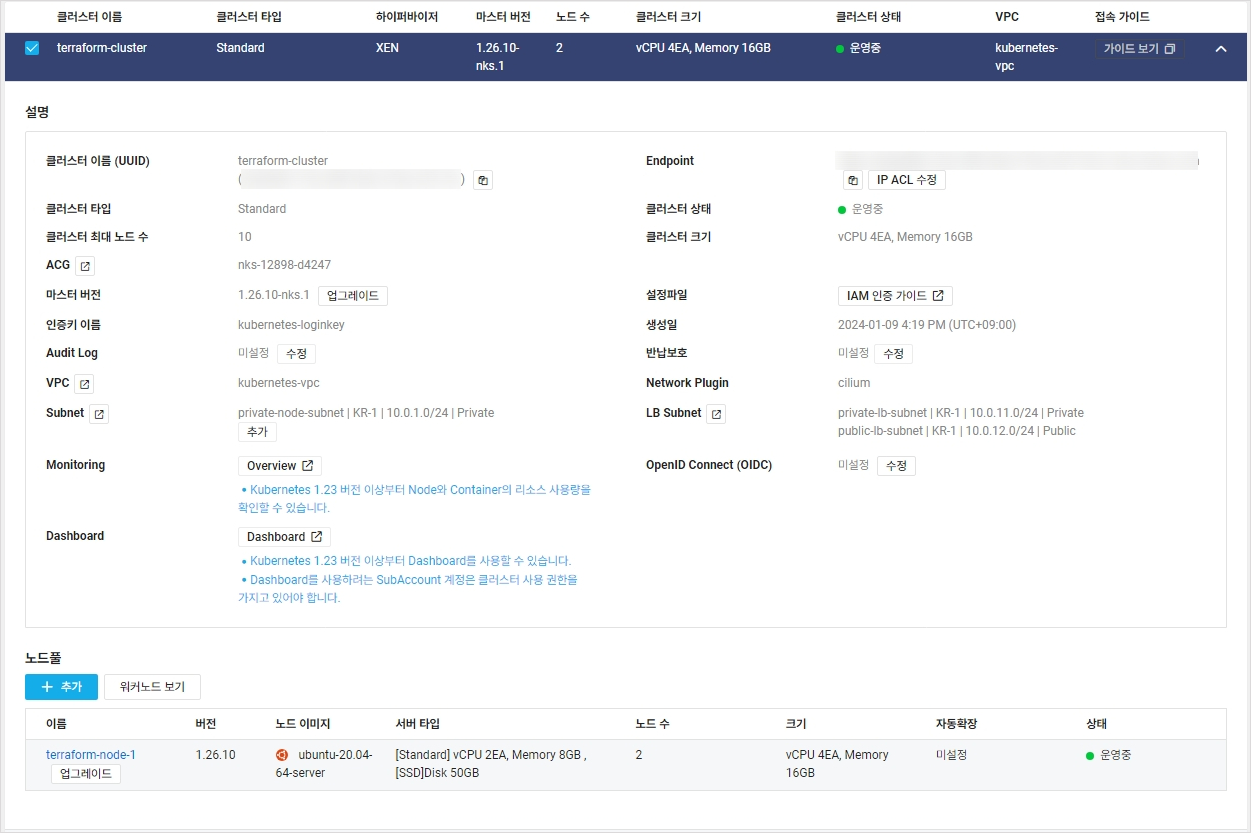 클러스터 이름 클러스터 타입 하이퍼바이저 마스터 버전 노드 수 클러스터 크기 클러스터 상태 VPC 접속 가이드
terraform-cluster Standard XEN 1.26.10- 2 vCPU 4EA, Memory 16GB 운영중 kubernetes- 가이드 보기
nks.1 vpc
설명
클러스터 이름 (UUID) terraform-cluster Endpoint
( ) IP ACL 수정
클러스터 타입 Standard 클러스터 상태 운영중
클러스터 최대 노드 수 10 클러스터 크기 vCPU 4EA, Memory 16GB
ACG nks-12898-d4247
마스터 버전 1.26.10-nks.1 업그레이드 설정파일 IAM 인증 가이드
인증키 이름 kubernetes-loginkey 생성일 2024-01-09 4:19 PM (UTC+09:00)
Audit Log 미설정 수정 반납보호 미설정 수정
VPC kubernetes-vpc Network Plugin cilium
Subnet private-node-subnet | KR-1 | 10.0.1.0/24 | Private LB Subnet private-lb-subnet | KR-1 | 10.0.11.0/24 | Private
추가 public-lb-subnet | KR-1 | 10.0.12.0/24 | Public
Monitoring Overview OpenID Connect (OIDC) 미설정 수정
• Kubernetes 1.23 버전 이상부터 Node와 Container의 리소스 사용량을
확인할 수 있습니다.
Dashboard Dashboard
• Kubernetes 1.23 버전 이상부터 Dashboard를 사용할 수 있습니다.
• Dashboard를 사용하려는 SubAccount 계정은 클러스터 사용 권한을
가지고 있어야 합니다.
노드풀
+ 추가 워커노드 보기
이름 버전 노드 이미지 서버 타입 노드 수 크기 자동확장 상태
terraform-node-1 1.26.10 ubuntu-20.04- [Standard] vCPU 2EA, Memory 8GB , 2 vCPU 4EA, Memory 미설정 운영중
업그레이드 64-server [SSD]Disk 50GB 16GB